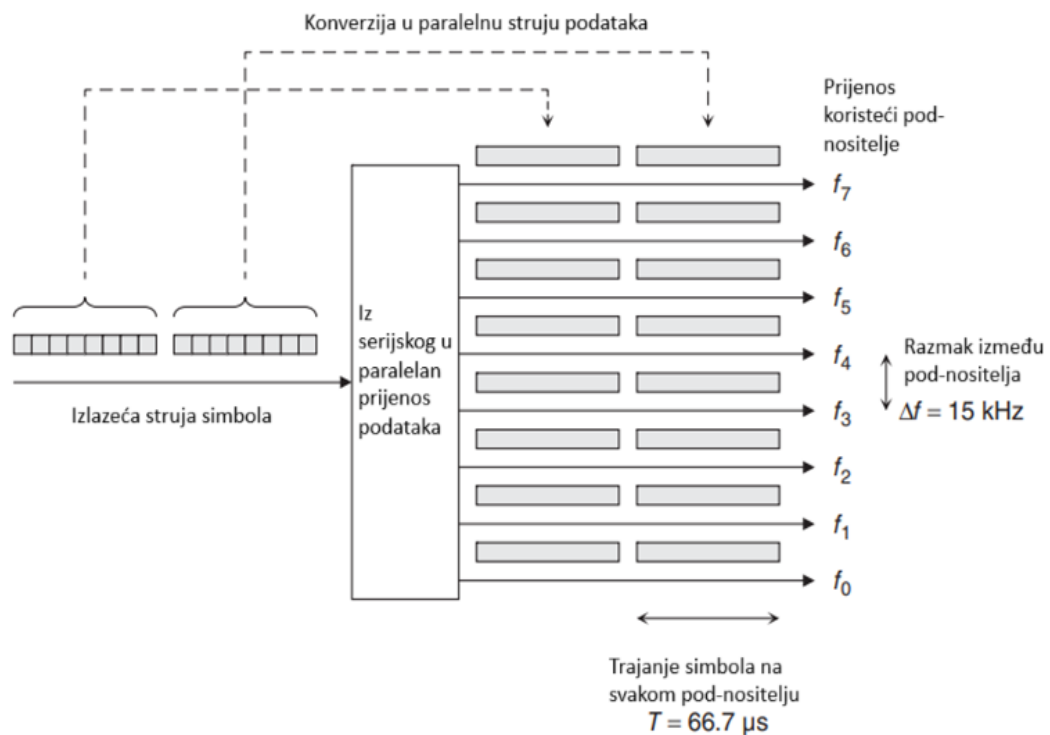 Konverzija u paralelnu struju podataka
Prijenos
koristeći pod-
nositelje
f7
f6
f5
f4
f3
f2
f1
f0
Iz
serijskog u
paralelan
prijenos
podataka
Izlazeća struja simbola
Razmak između
pod-nositelja
Δf = 15 kHz
Trajanje simbola na
svakom pod-nositelju
T = 66.7 μs